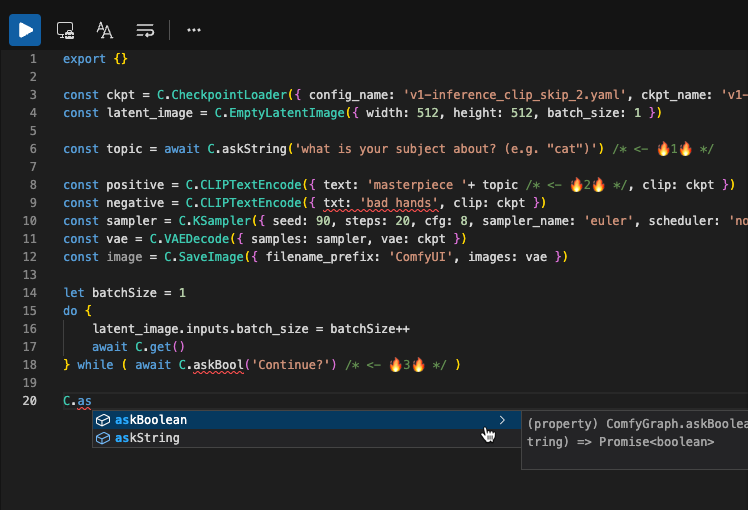 1 export {}
2
3 const ckpt = C.CheckpointLoader({ config_name: 'v1-inference_clip_skip_2.yaml', ckpt_name: 'v1-
4 const latent_image = C.EmptyLatentImage({ width: 512, height: 512, batch_size: 1 })
5
6 const topic = await C.askString('what is your subject about? (e.g. "cat")') /* <- 🔥1🔥 */
7
8 const positive = C.CLIPTextEncode({ text: 'masterpiece '+ topic /* <- 🔥2🔥 */, clip: ckpt })
9 const negative = C.CLIPTextEncode({ txt: 'bad hands', clip: ckpt })
10 const sampler = C.KSampler({ seed: 90, steps: 20, cfg: 8, sampler_name: 'euler', scheduler: 'no
11 const vae = C.VAEDecode({ samples: sampler, vae: ckpt })
12 const image = C.SaveImage({ filename_prefix: 'ComfyUI', images: vae })
13
14 let batchSize = 1
15 do {
16 latent_image.inputs.batch_size = batchSize++
17 await C.get()
18 } while ( await C.askBool('Continue?') /* <- 🔥3🔥 */ )
19
20 C.as
askBoolean
askString
(property) ComfyGraph.askBoolea
tring) => Promise<boolean>